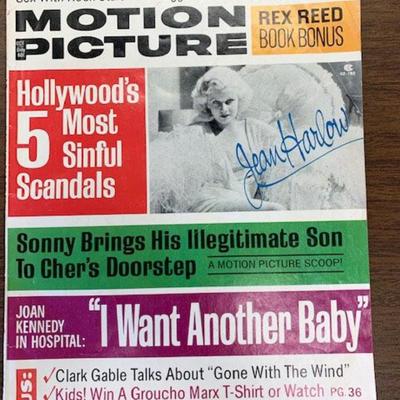 MOTION
PICTURE
REX REED
BOOK BONUS
Hollywood's
5 Most
Sinful
Scandals
Jean Harlow
Sonny Brings His Illegitimate Son
To Cher's Doorstep
A MOTION PICTURE SCOOP!
JOAN
KENNEDY
IN HOSPITAL:
"I Want Another Baby"
US:
✓Clark Gable Talks About "Gone With The Wind"
✓Kids! Win A Groucho Marx T-Shirt or Watch PG. 36